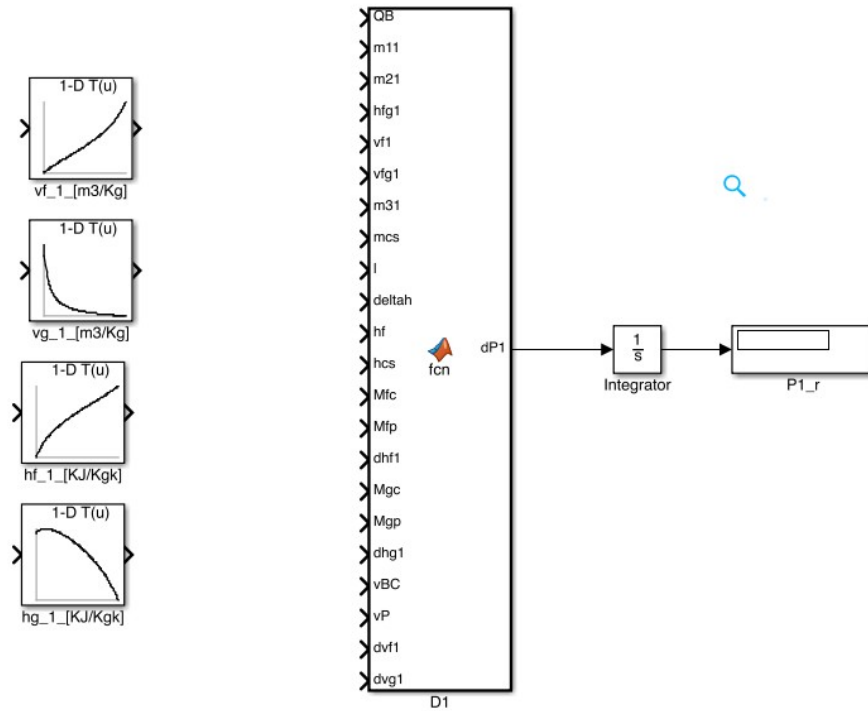 1-D T(u)
vf_1_[m3/Kg]
1-D T(u)
vg_1_[m3/Kg]
1-D T(u)
hf_1_[KJ/Kgk]
1-D T(u)
hg_1_[KJ/Kgk]
QB
m11
m21
hfg1
vf1
vfg1
m31
mcs
l
deltah
hf
hcs
Mfc
Mfp
dhf1
Mgc
Mgp
dhg1
vBC
vP
dvf1
dvg1
fcn
dP1
D1
1
s
Integrator
P1_r